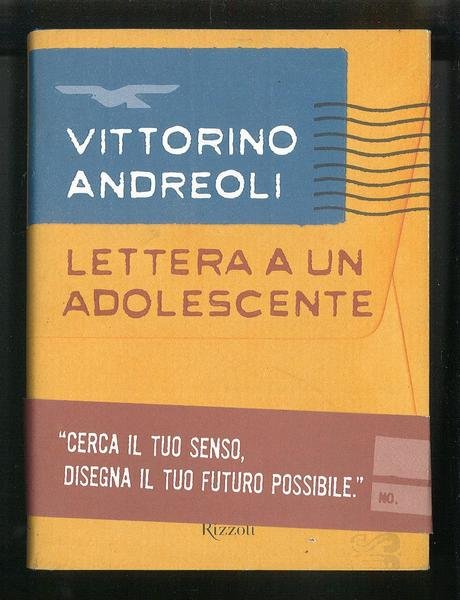 VITTORINO
ANDREOLI
LETTERA A UN
ADOLESCENTE
“CERCA IL TUO SENSO,
DISEGNA IL TUO FUTURO POSSIBILE.”
NO.
Rizzoli